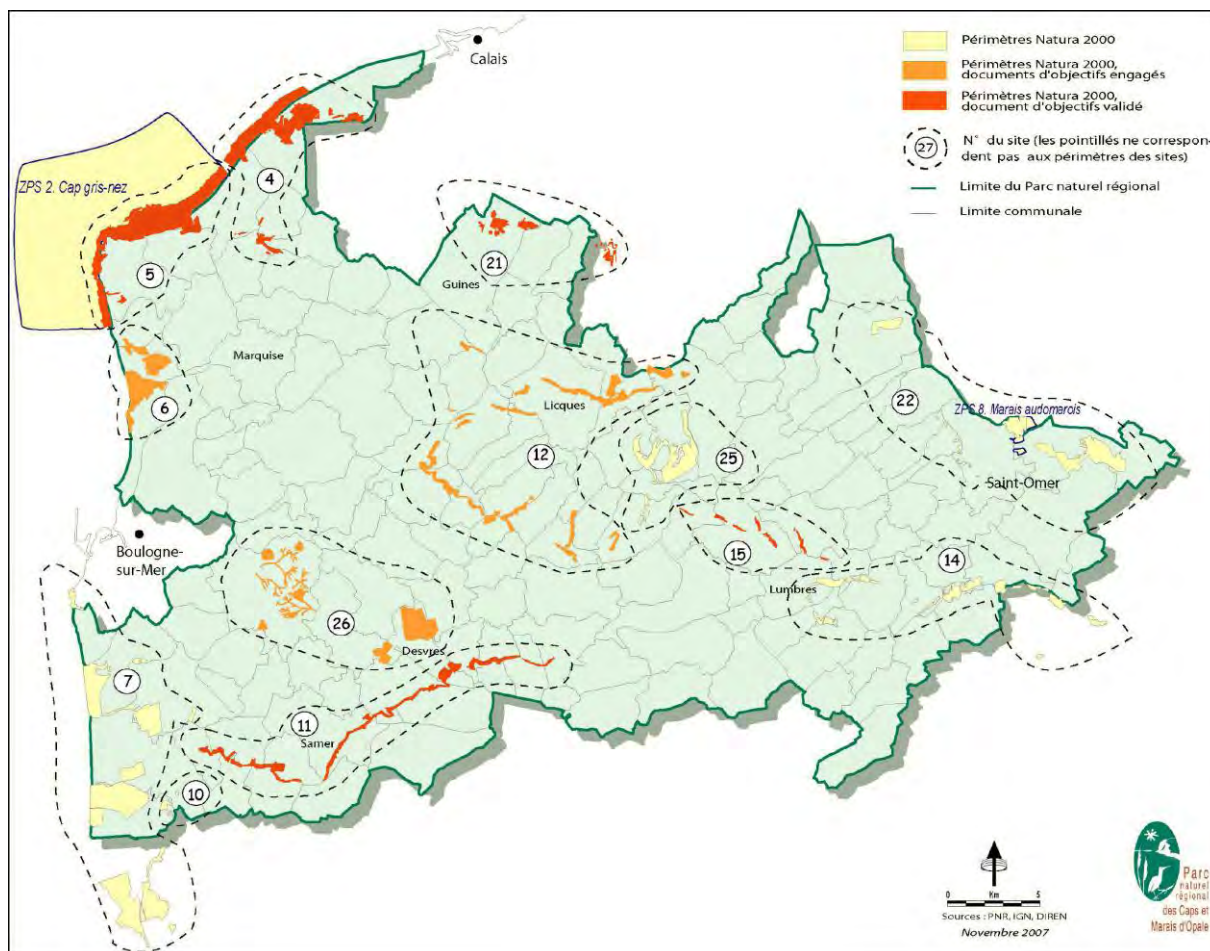 Calais
Périmètres Natura 2000
Périmètres Natura 2000,
documents d'objectifs engagés
Périmètres Natura 2000,
document d'objectifs validé
27
N° du site (les pointillés ne correspon-
dent pas aux périmètres des sites)
Limite du Parc naturel régional
Limite communale
ZPS 2. Cap gris-nez
4
5
21
Guines
Marquise
6
Licques
12
25
22
ZPS 8. Marais audomarois
Saint-Omer
Boulogne-
sur-Mer
15
14
Lumbres
26
Desvres
7
11
Samer
10
0 Km 5
Sources : PNR, IGN, DIREN
Novembre 2007
Parc
naturel
régional
des Caps et
Marais d'Opale